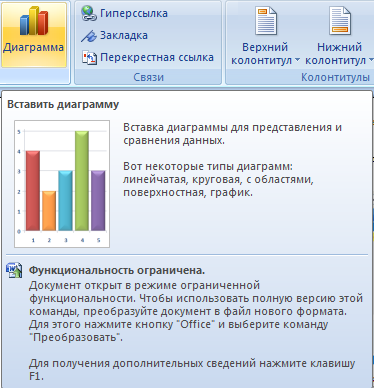 Диаграмма
Гиперссылка
Закладка
Перекрестная ссылка
Связи
Верхний
колонтитул
Нижний
колонтитул
Колонтитулы
Вставить диаграмму
5
4
3
2
1
0
1 2 3 4 5
Вставка диаграммы для представления и
сравнения данных.
Вот некоторые типы диаграмм:
линейчатая, круговая, с областями,
поверхностная, график.
Функциональность ограничена.
Документ открыт в режиме ограниченной
функциональности. Чтобы использовать полную версию этой
команды, преобразуйте документ в файл нового формата.
Для этого нажмите кнопку "Office" и выберите команду
"Преобразовать".
Для получения дополнительных сведений нажмите клавишу
F1.